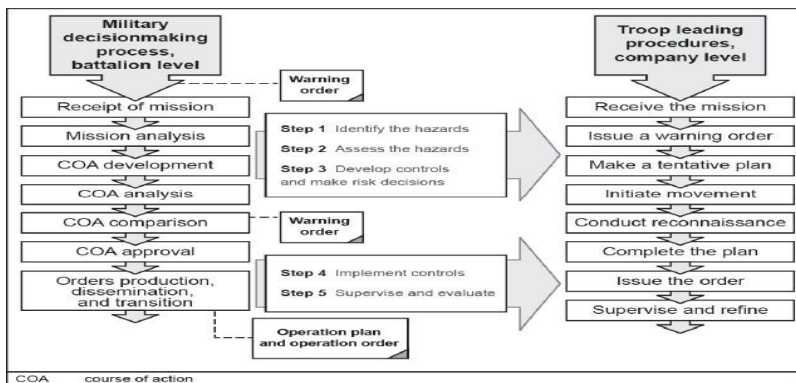 Military
decisionmaking
process,
battalion level
Warning
order
Receipt of mission
Mission analysis
COA development
COA analysis
COA comparison
COA approval
Orders production,
dissemination,
and transition
Step 1 Identify the hazards
Step 2 Assess the hazards
Step 3 Develop controls
and make risk decisions
Warning
order
Step 4 Implement controls
Step 5 Supervise and evaluate
Operation plan
and operation order
Troop leading
procedures,
company level
Receive the mission
Issue a warning order
Make a tentative plan
Initiate movement
Conduct reconnaissance
Complete the plan
Issue the order
Supervise and refine
COA course of action